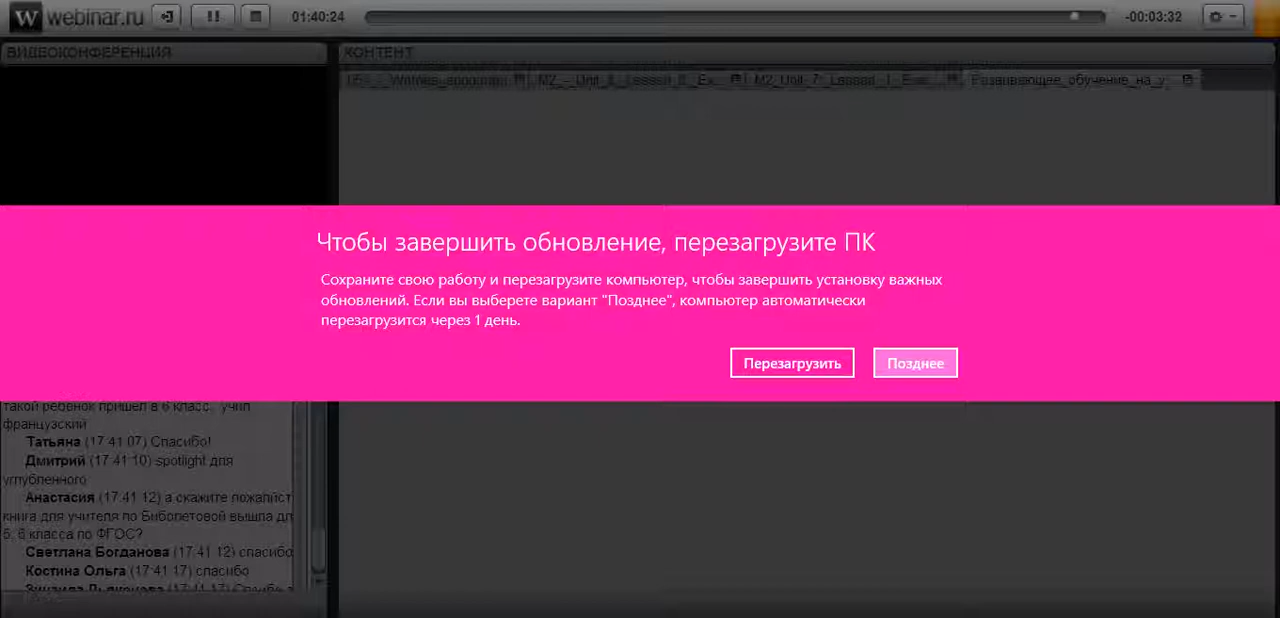 webinar.ru
01:40:24
-00:03:32
ВИДЕОКОНФЕРЕНЦИЯ
КОНТЕНТ
Развивающее_обучение_на_у...
Чтобы завершить обновление, перезагрузите ПК
Сохраните свою работу и перезагрузите компьютер, чтобы завершить установку важных
обновлений. Если вы выберете вариант "Позднее", компьютер автоматически
перезагрузится через 1 день.
Перезагрузить
Позднее
такой ребенок пришел в 6 класс, учил
французский
Татьяна (17:41:07) Спасибо!
Дмитрий (17:41:10) spotlight для
углубленного
Анастасия (17:41:12) а скажите пожалйст
книга для учителя по Биболетовой вышла дл
5, 6 класса по ФГОС?
Светлана Богданова (17:41:12) спасибо
Костина Ольга (17:41:17) спасибо